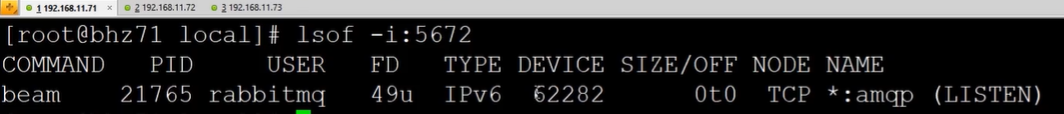 1 192.168.11.71 × 2 192.168.11.72 3 192.168.11.73
[root@bhz71 local]# lsof -i:5672
COMMAND PID USER FD TYPE DEVICE SIZE/OFF NODE NAME
beam 21765 rabbitmq 49u IPv6 62282 0t0 TCP *:amqp (LISTEN)